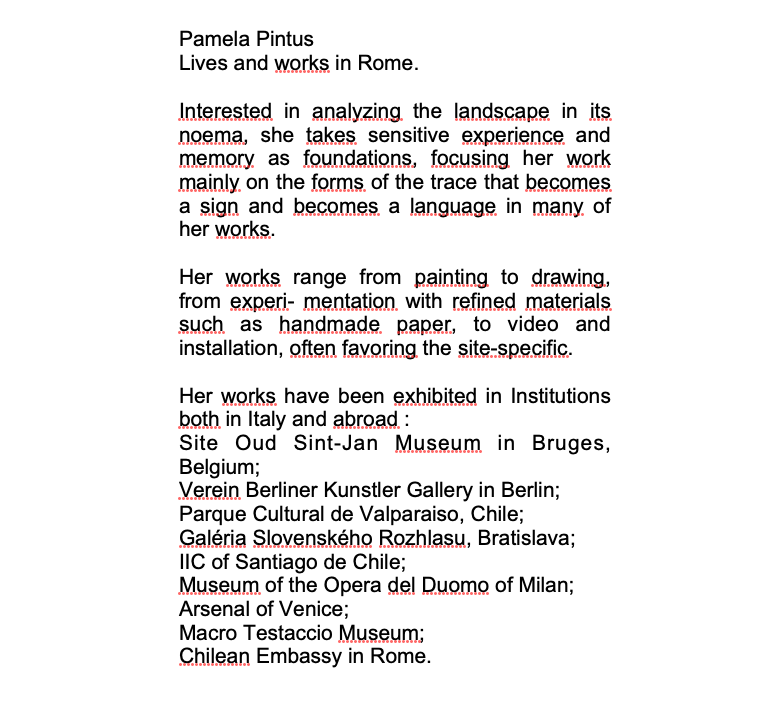 Pamela Pintus
Lives and works in Rome.
Interested in analyzing the landscape in its
noema, she takes sensitive experience and
memory as foundations, focusing her work
mainly on the forms of the trace that becomes
a sign and becomes a language in many of
her works.
Her works range from painting to drawing,
from experi- mentation with refined materials
such as handmade paper, to video and
installation, often favoring the site-specific.
Her works have been exhibited in Institutions
both in Italy and abroad :
Site Oud Sint-Jan Museum in Bruges,
Belgium;
Verein Berliner Kunstler Gallery in Berlin;
Parque Cultural de Valparaiso, Chile;
Galéria Slovenského Rozhlasu, Bratislava;
IIC of Santiago de Chile;
Museum of the Opera del Duomo of Milan;
Arsenal of Venice;
Macro Testaccio Museum;
Chilean Embassy in Rome.